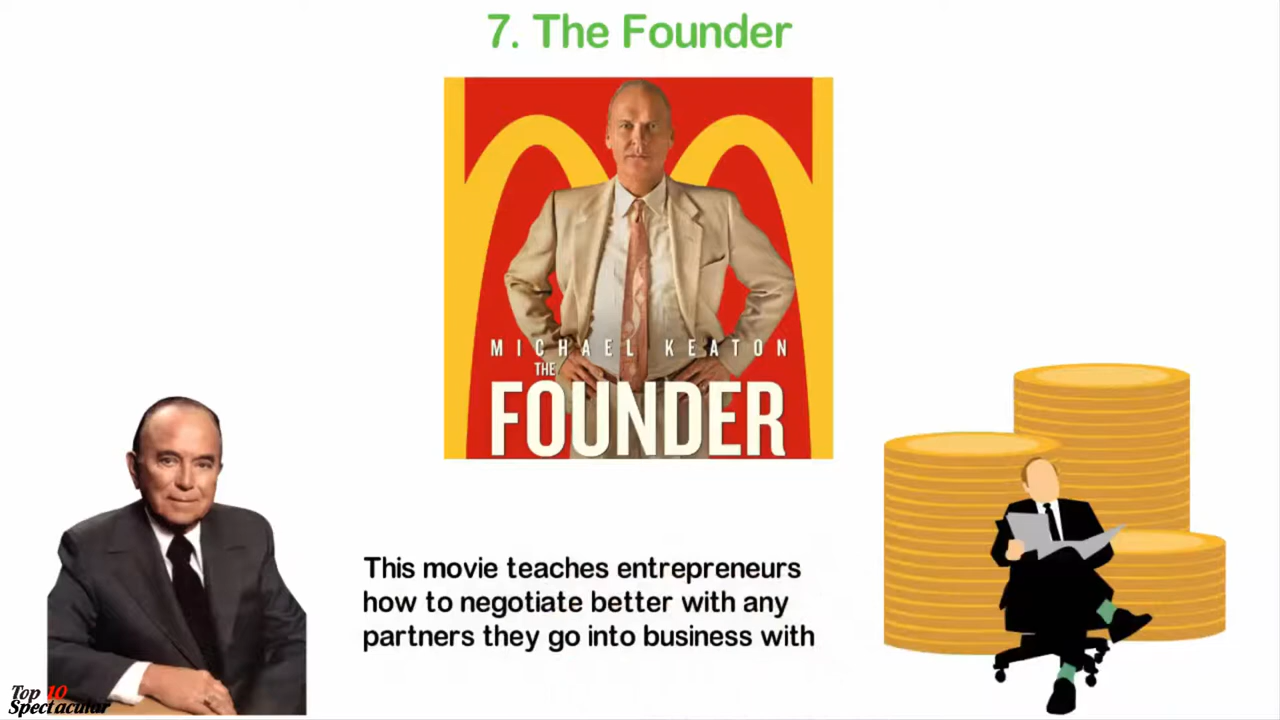 7. The Founder
MICHAEL KEATON
THE
FOUNDER
This movie teaches entrepreneurs
how to negotiate better with any
partners they go into business with
Top 10
Spectacular